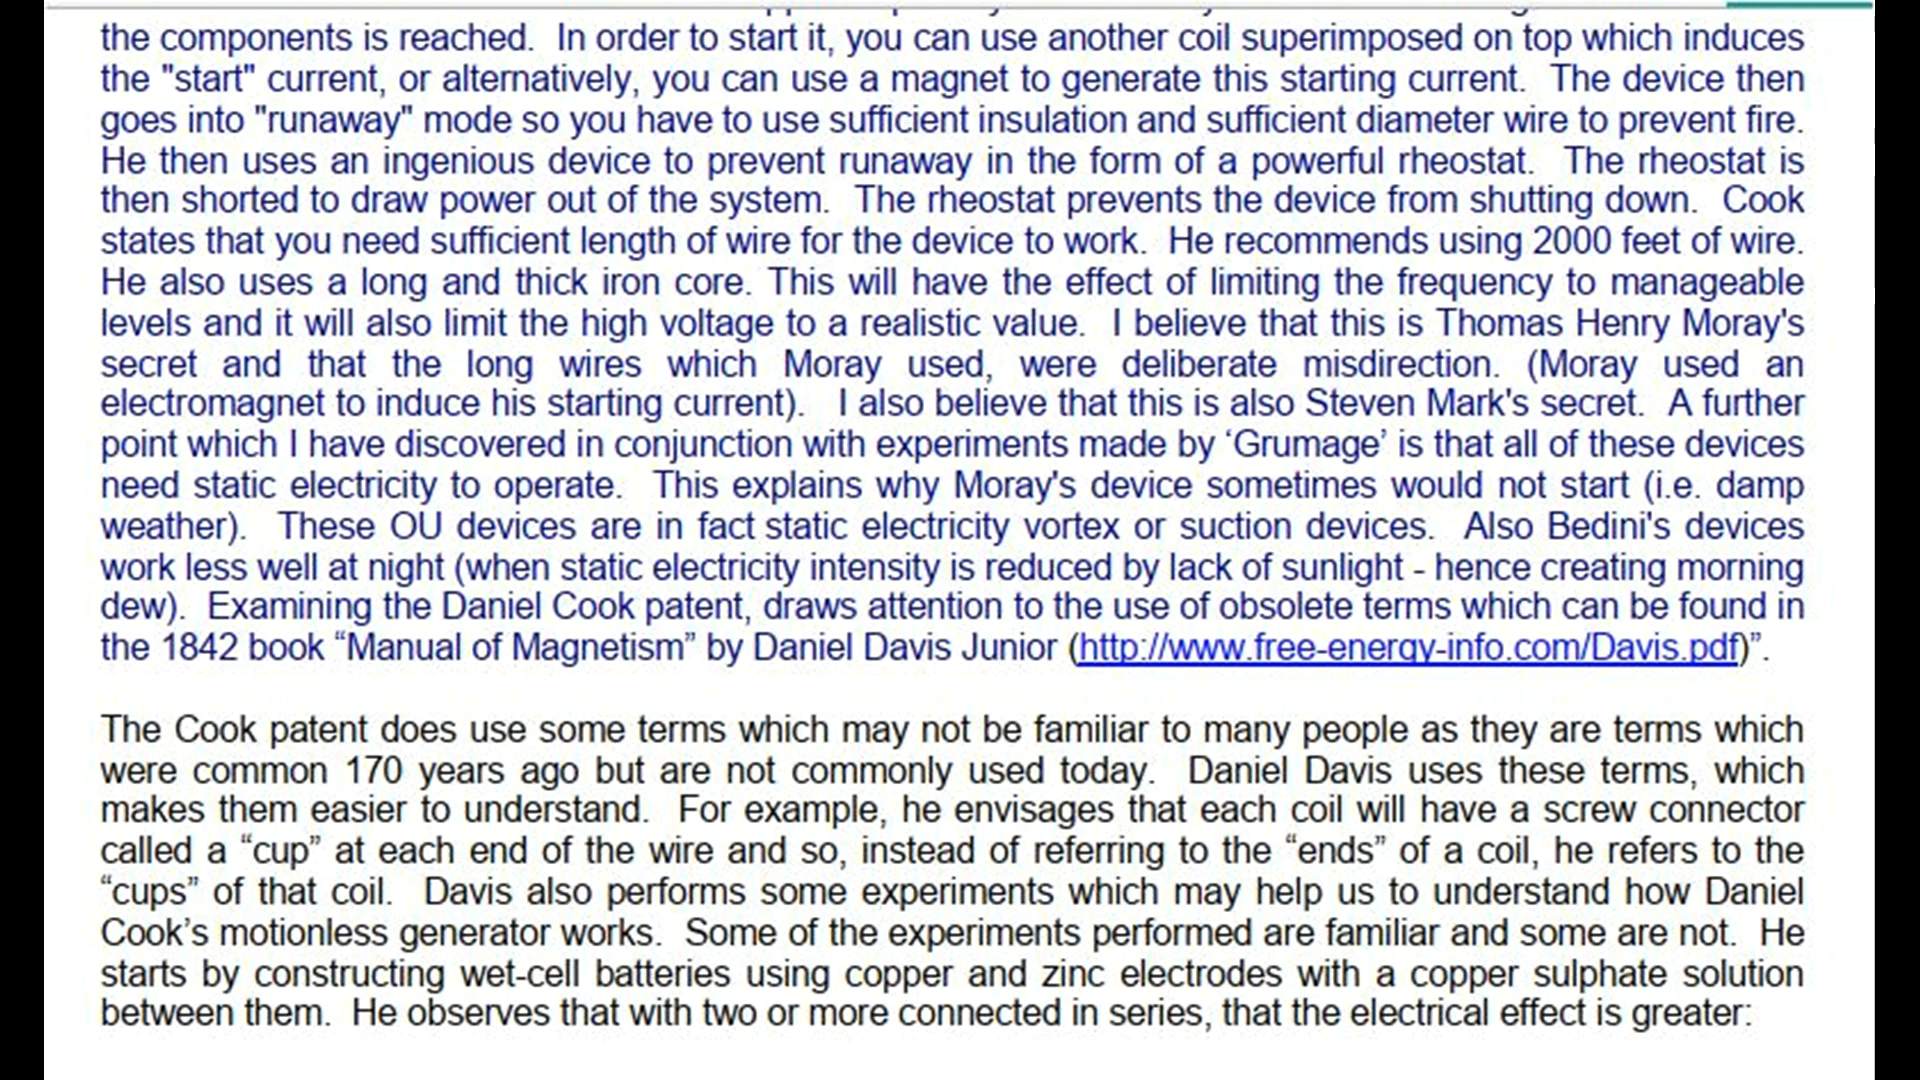 the components is reached.  In order to start it, you can use another coil superimposed on top which induces
the "start" current, or alternatively, you can use a magnet to generate this starting current.  The device then
goes into "runaway" mode so you have to use sufficient insulation and sufficient diameter wire to prevent fire.
He then uses an ingenious device to prevent runaway in the form of a powerful rheostat.  The rheostat is
then shorted to draw power out of the system.  The rheostat prevents the device from shutting down.  Cook
states that you need sufficient length of wire for the device to work.  He recommends using 2000 feet of wire.
He also uses a long and thick iron core. This will have the effect of limiting the frequency to manageable
levels and it will also limit the high voltage to a realistic value.  I believe that this is Thomas Henry Moray's
secret and that the long wires which Moray used, were deliberate misdirection. (Moray used an
electromagnet to induce his starting current).   I also believe that this is also Steven Mark's secret.  A further
point which I have discovered in conjunction with experiments made by ‘Grumage’ is that all of these devices
need static electricity to operate.  This explains why Moray's device sometimes would not start (i.e. damp
weather).  These OU devices are in fact static electricity vortex or suction devices.  Also Bedini's devices
work less well at night (when static electricity intensity is reduced by lack of sunlight - hence creating morning
dew).  Examining the Daniel Cook patent, draws attention to the use of obsolete terms which can be found in
the 1842 book “Manual of Magnetism” by Daniel Davis Junior (http://www.free-energy-info.com/Davis.pdf)”.
The Cook patent does use some terms which may not be familiar to many people as they are terms which
were common 170 years ago but are not commonly used today.  Daniel Davis uses these terms, which
makes them easier to understand.  For example, he envisages that each coil will have a screw connector
called a “cup” at each end of the wire and so, instead of referring to the “ends” of a coil, he refers to the
“cups” of that coil.  Davis also performs some experiments which may help us to understand how Daniel
Cook’s motionless generator works.  Some of the experiments performed are familiar and some are not.  He
starts by constructing wet-cell batteries using copper and zinc electrodes with a copper sulphate solution
between them.  He observes that with two or more connected in series, that the electrical effect is greater: